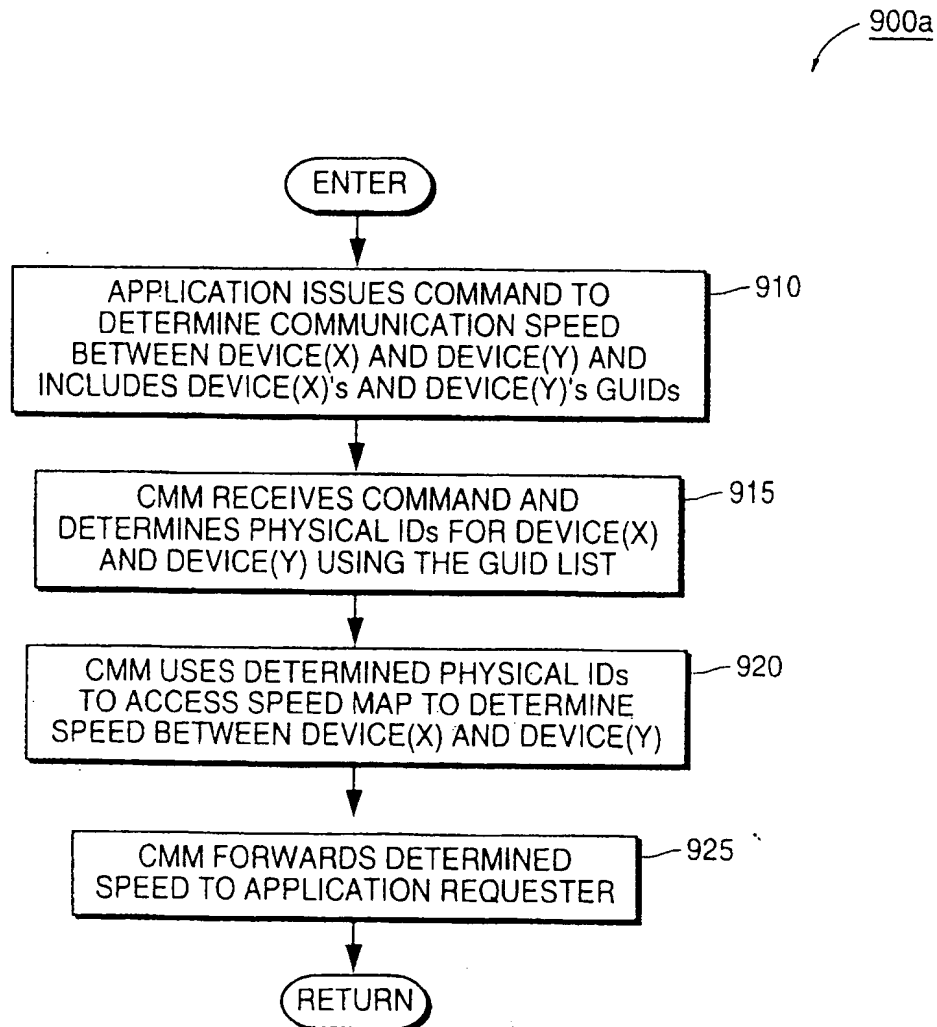 900a
ENTER
APPLICATION ISSUES COMMAND TO
DETERMINE COMMUNICATION SPEED
BETWEEN DEVICE(X) AND DEVICE(Y) AND
INCLUDES DEVICE(X)'s AND DEVICE(Y)'s GUIDs
910
CMM RECEIVES COMMAND AND
DETERMINES PHYSICAL IDs FOR DEVICE(X)
AND DEVICE(Y) USING THE GUID LIST
915
CMM USES DETERMINED PHYSICAL IDs
TO ACCESS SPEED MAP TO DETERMINE
SPEED BETWEEN DEVICE(X) AND DEVICE(Y)
920
CMM FORWARDS DETERMINED
SPEED TO APPLICATION REQUESTER
925
RETURN